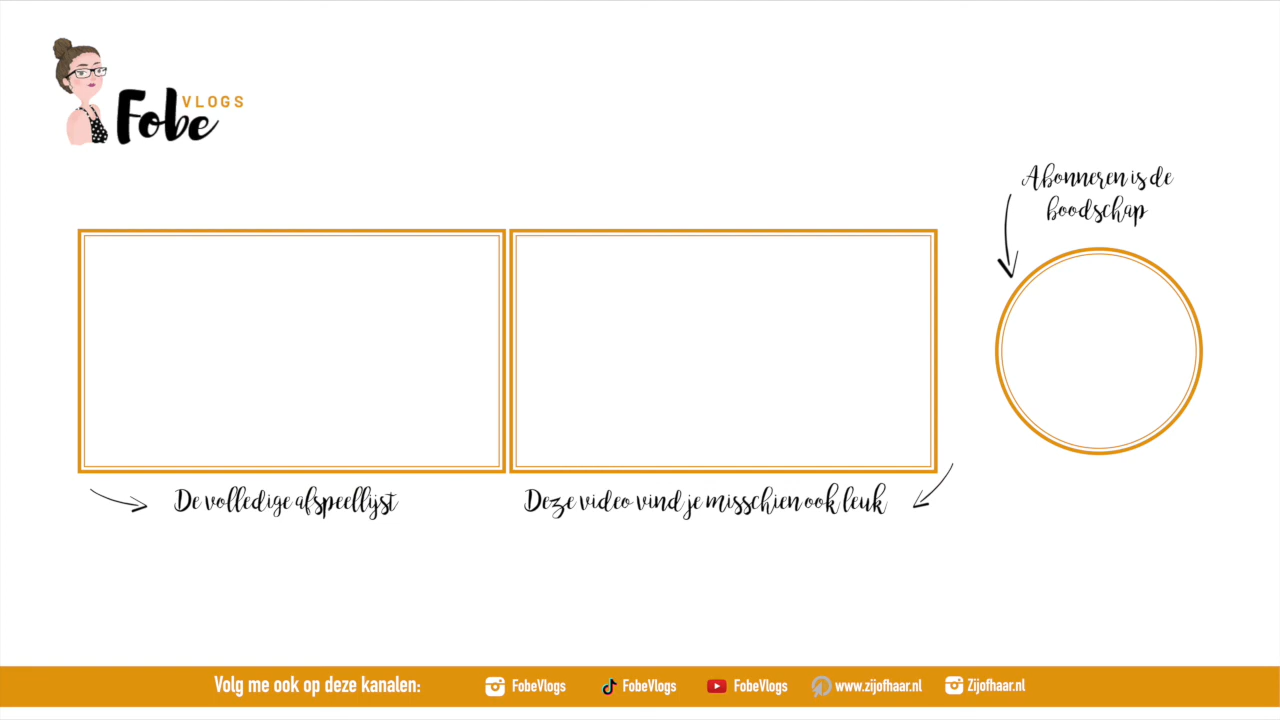 VLOGS
Fobe
Abonneren is de
boodschap
De volledige afspeellijst
Deze video vind je misschien ook leuk
Volg me ook op deze kanalen: FobeVlogs FobeVlogs FobeVlogs www.zijofhaar.nl Zijofhaar.nl